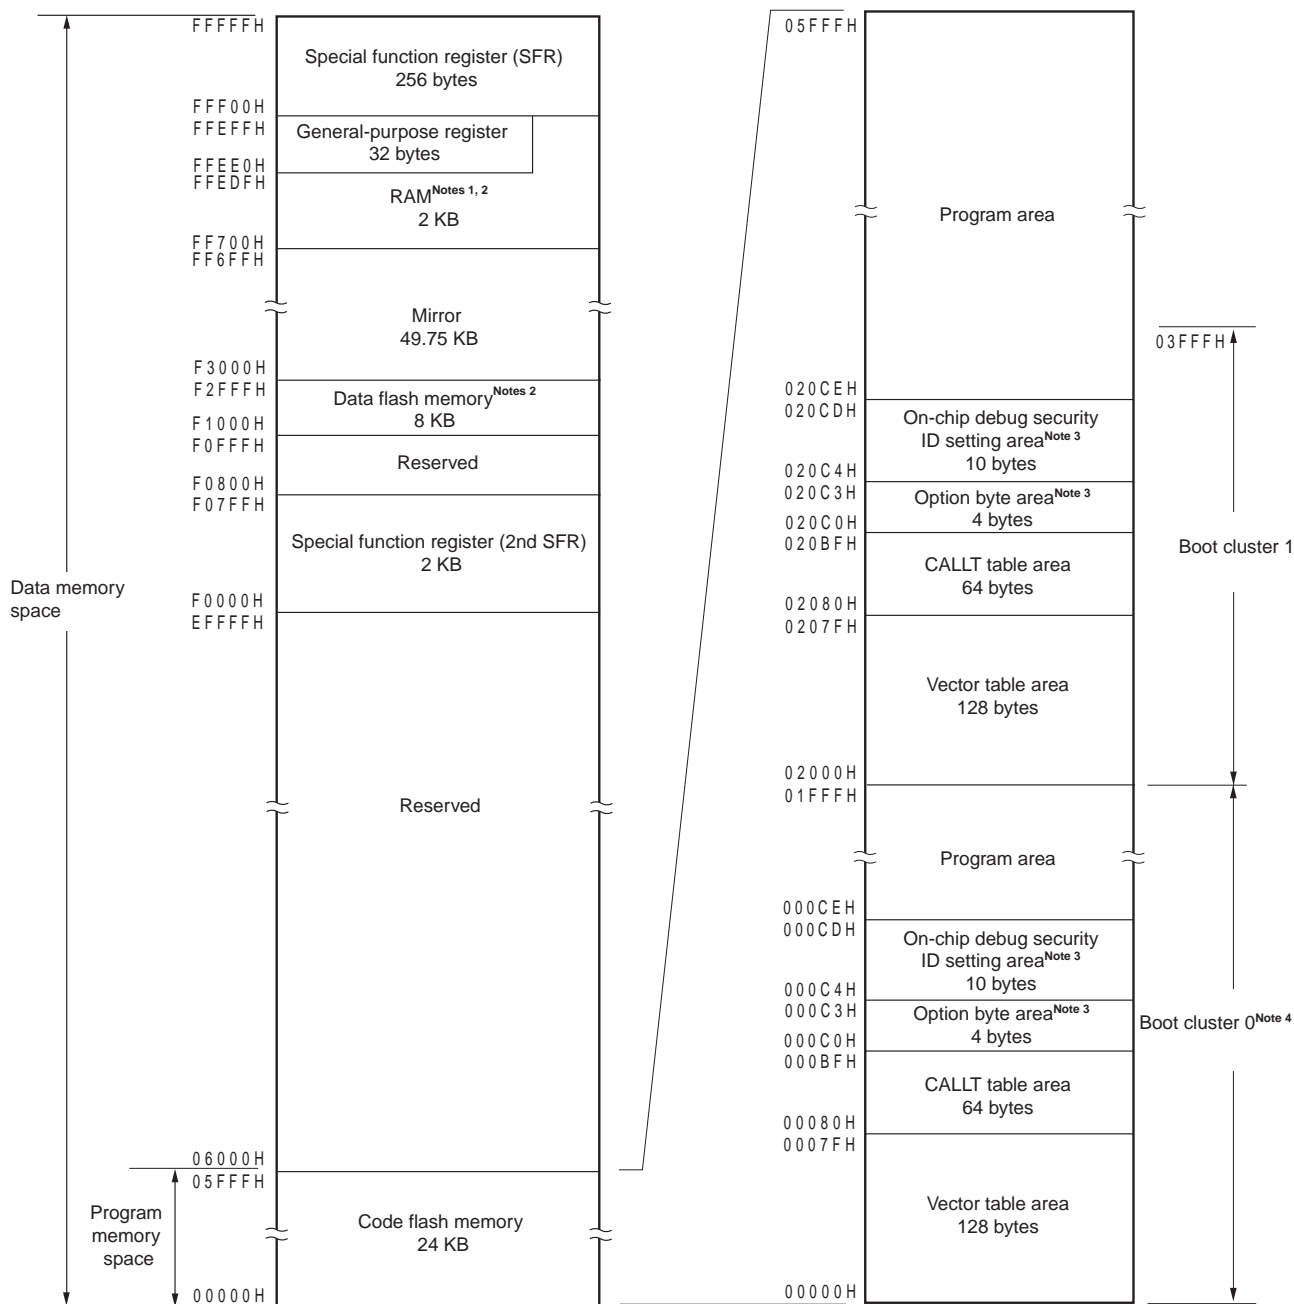 FFFFFH
Special function register (SFR)
256 bytes
FFF00H
FFEFFH
General-purpose register
32 bytes
FFEE0H
FFEDFH
RAMNotes 1, 2
2 KB
FF700H
FF6FFH
Mirror
49.75 KB
F3000H
F2FFFH
Data flash memoryNotes 2
8 KB
F1000H
F0FFFH
Reserved
F0800H
F07FFH
Special function register (2nd SFR)
2 KB
Data memory
space
F0000H
EFFFFH
Reserved
06000H
05FFFH
Program
memory
space
Code flash memory
24 KB
00000H
05FFFH
Program area
03FFFH
020CEH
020CDH
On-chip debug security
ID setting areaNote 3
10 bytes
020C4H
020C3H
Option byte areaNote 3
4 bytes
020C0H
020BFH
Boot cluster 1
CALLT table area
64 bytes
02080H
0207FH
Vector table area
128 bytes
02000H
01FFFH
Program area
000CEH
000CDH
On-chip debug security
ID setting areaNote 3
10 bytes
000C4H
000C3H
Option byte areaNote 3
4 bytes
Boot cluster 0Note 4
000C0H
000BFH
CALLT table area
64 bytes
00080H
0007FH
Vector table area
128 bytes
00000H